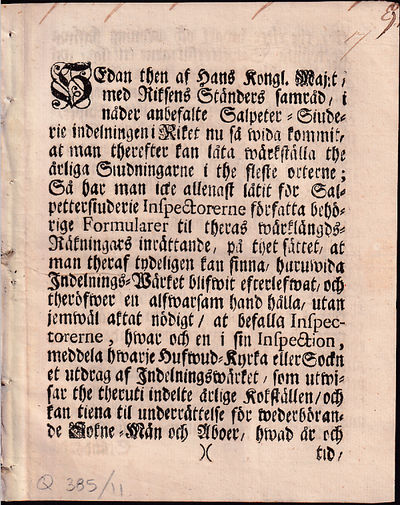 SEdan then af Hans Kongl. Maj:t /
med Riksens Ständers samråd / i
nåder anbefalte Salpeter-Siude-
rie indelningen i Riket nu så wida kommit /
at man therefter kan låta wärkställa the
årliga Siudningarne i the fleste orterne ;
Så har man icke allenast låtit för Sal-
pettersiuderie Inspectorerne författa behö-
rige Formularer til theras wärklängds-
Räkningars inrättande, på thet sättet, at
man theraf tydeligen kan finna, huruwida
Indelnings-Wärket blifwit efterlefwat, och
theröfwer en alfwarsam hand hålla, utan
jemwäl aktat nödigt / at befalla Inspec-
torerne, hwar och en i sin Inspection,
meddela hwarje Hufwud-Kyrka eller Sockn
et utdrag af Indelningswärket / som utwi-
sar the theruti indelte årlige Kokställen / och
kan tiena til underrättelse för wederböran-
de Sokne-Män och Åboer, hwad år och
)( tid /
Q 385/11